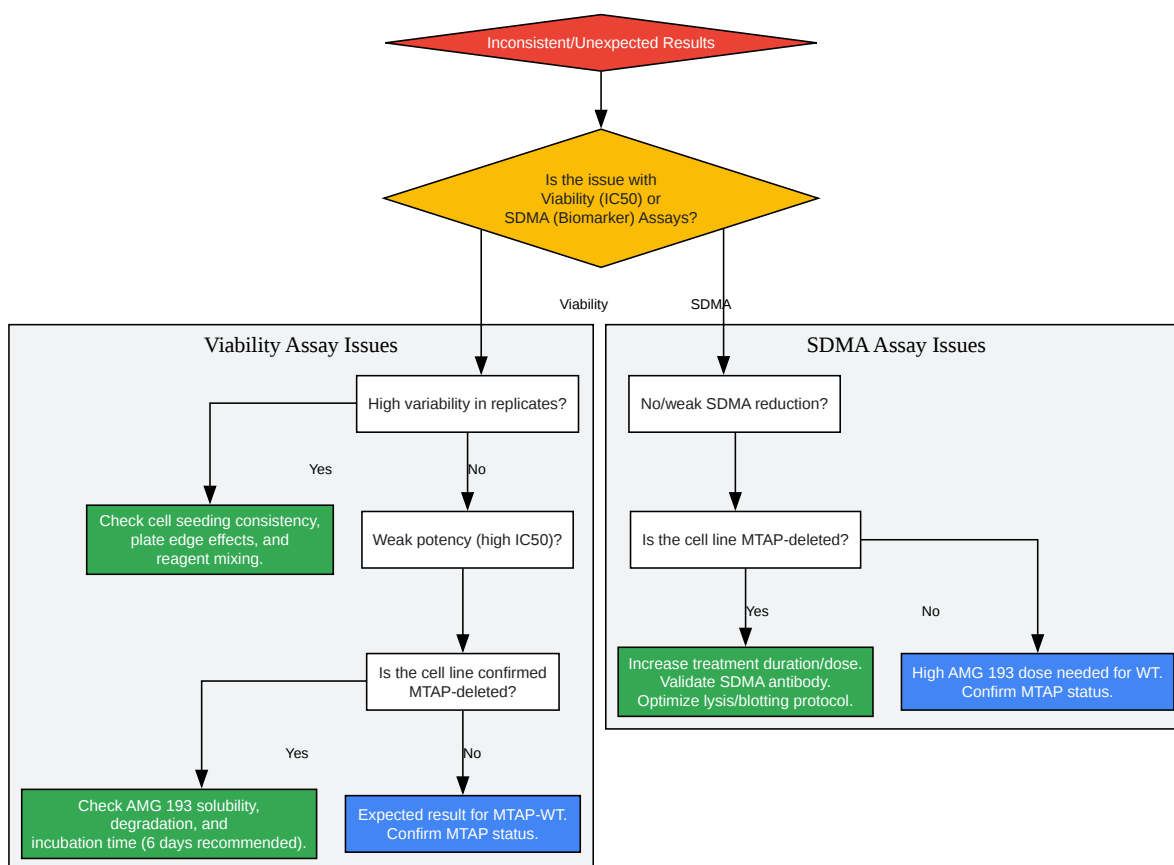 Inconsistent/Unexpected Results
Is the issue with
Viability (IC50) or
SDMA (Biomarker) Assays?
Viability
SDMA
Viability Assay Issues
High variability in replicates?
Yes
No
Check cell seeding consistency,
plate edge effects, and
reagent mixing.
Weak potency (high IC50)?
Is the cell line confirmed
MTAP-deleted?
Yes
No
Check AMG 193 solubility,
degradation, and
incubation time (6 days recommended).
Expected result for MTAP-WT.
Confirm MTAP status.
SDMA Assay Issues
No/weak SDMA reduction?
Is the cell line MTAP-deleted?
Yes
No
Increase treatment duration/dose.
Validate SDMA antibody.
Optimize lysis/blotting protocol.
High AMG 193 dose needed for WT.
Confirm MTAP status.